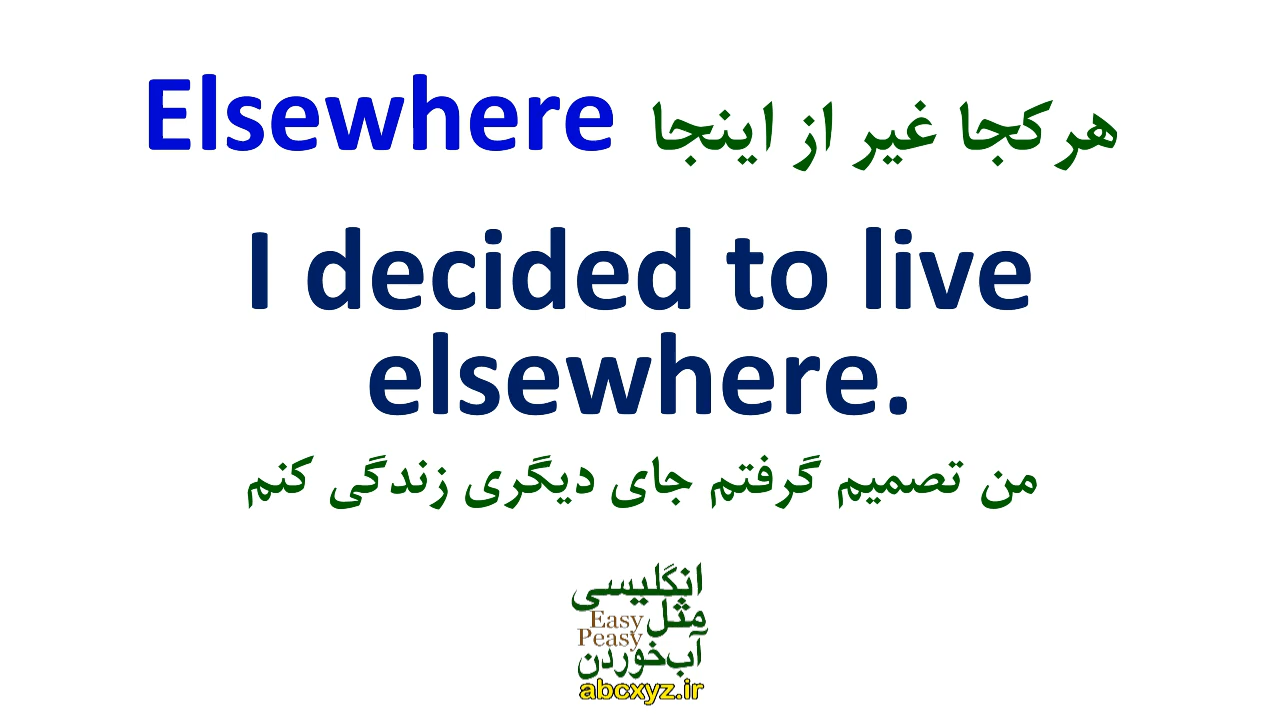 Elsewhere هرکجا غیر از اینجا
I decided to live
elsewhere.
من تصمیم گرفتم جای دیگری زندگی کنم
انگلیسی
مثل
Easy
Peasy
آب‌خوردن
abcxyz.ir